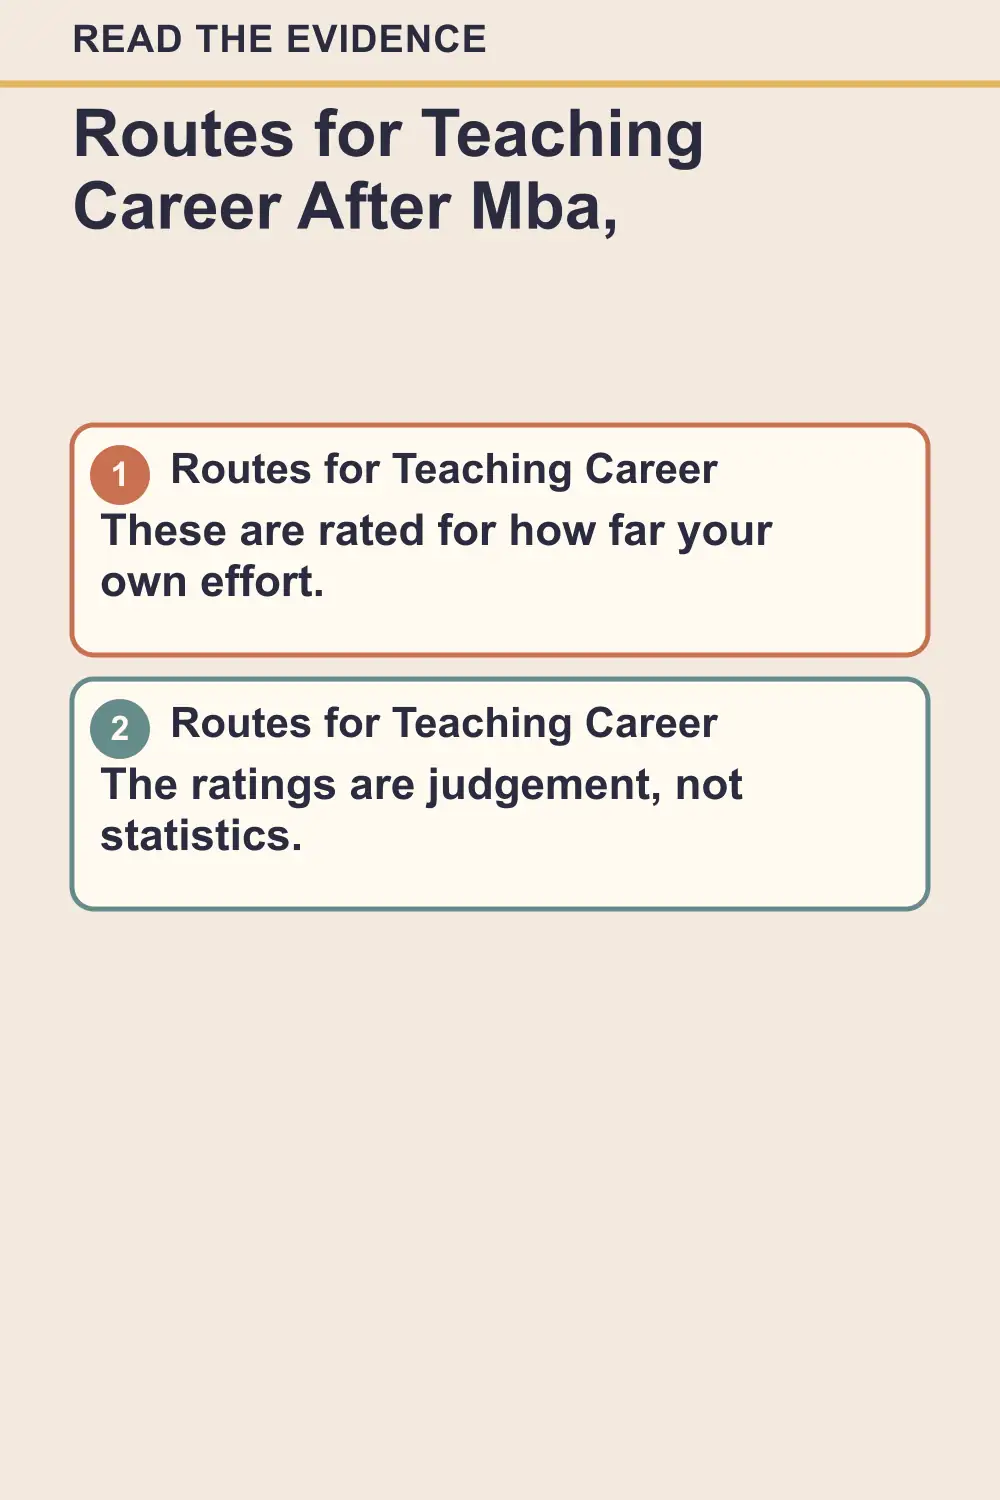 READ THE EVIDENCE
Routes for Teaching
Career After Mba,
1 Routes for Teaching Career
These are rated for how far your
own effort.
2 Routes for Teaching Career
The ratings are judgement, not
statistics.